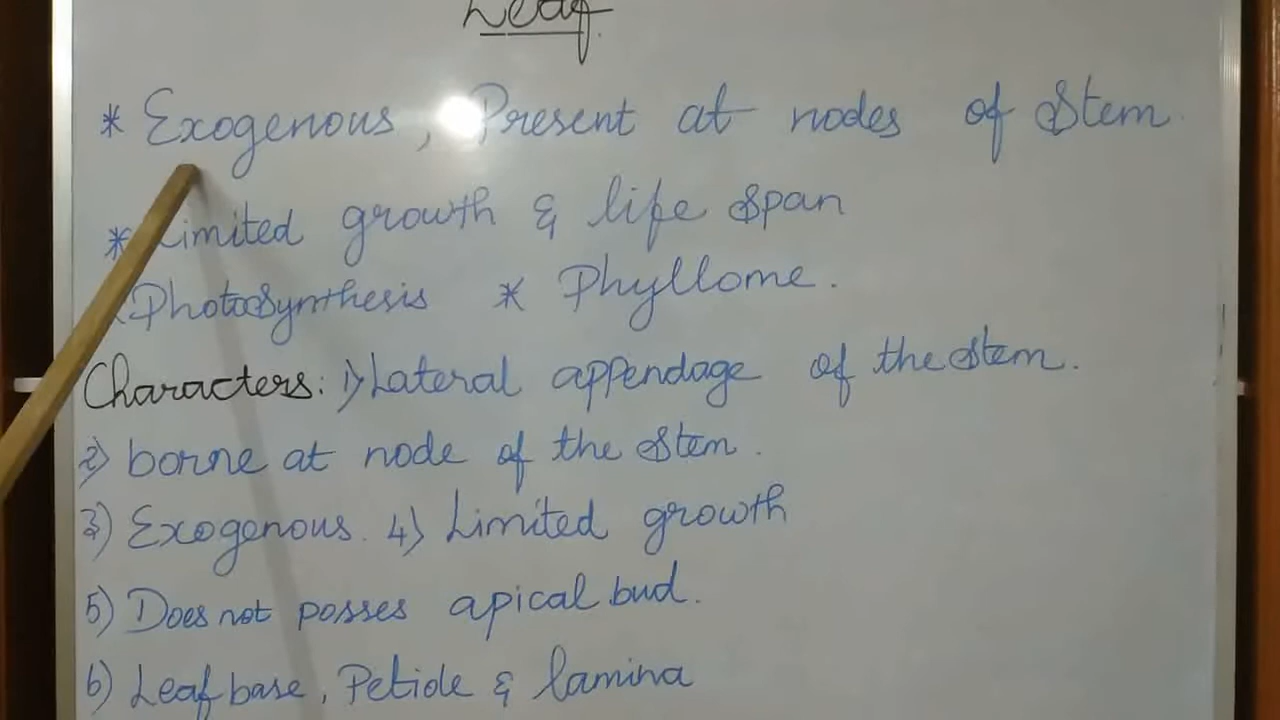 Leaf
* Exogenous, Present at nodes of Stem
* Limited growth & life span
Photosynthesis * Phyllome.
Characters: 1) Lateral appendage of the stem.
2) borne at node of the stem.
3) Exogenous. 4) Limited growth
5) Does not posses apical bud.
6) Leaf base, Petiole & lamina